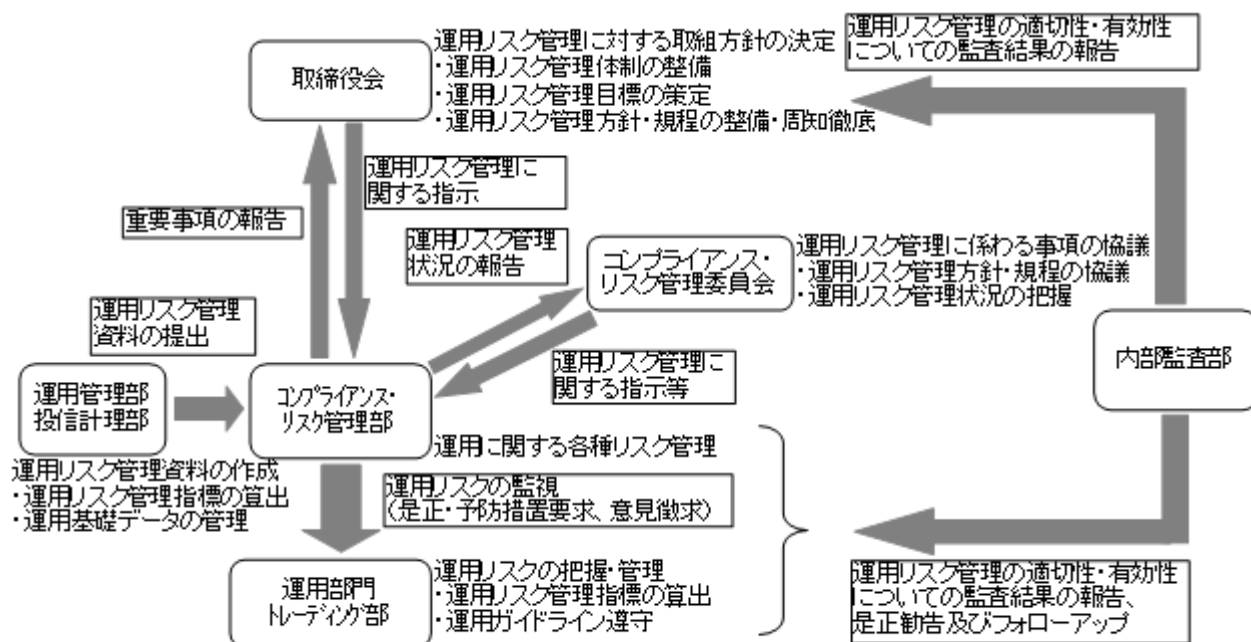 運用リスク管理に対する取組方針の決定
・運用リスク管理体制の整備
・運用リスク管理目標の策定
・運用リスク管理方針・規程の整備・周知徹底
取締役会
運用リスク管理の適切性・有効性
についての監査結果の報告
運用リスク管理に
関する指示
重要事項の報告
運用リスク管理
状況の報告
コンプライアンス・
リスク管理委員会
運用リスク管理に係わる事項の協議
・運用リスク管理方針・規程の協議
・運用リスク管理状況の把握
運用リスク管理
資料の提出
運用リスク管理に
関する指示等
内部監査部
運用管理部
投信計理部
コンプライアンス・
リスク管理部
運用に関する各種リスク管理
運用リスク管理資料の作成
・運用リスク管理指標の算出
・運用基礎データの管理
運用リスクの監視
(是正・予防措置要求、意見徴求)
運用部門
トレーディング部
運用リスクの把握・管理
・運用リスク管理指標の算出
・運用ガイドライン遵守
運用リスク管理の適切性・有効性
についての監査結果の報告、
是正勧告及びフォローアップ